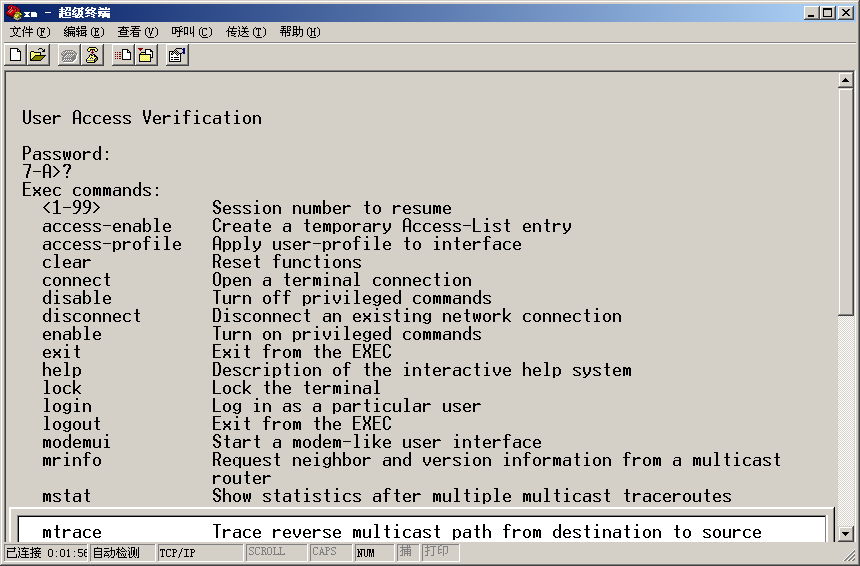 zm - 超级终端
文件(F) 编辑(E) 查看(V) 呼叫(C) 传送(T) 帮助(H)
User Access Verification
Password:
7-A>?
Exec commands:
<1-99> Session number to resume
access-enable Create a temporary Access-List entry
access-profile Apply user-profile to interface
clear Reset functions
connect Open a terminal connection
disable Turn off privileged commands
disconnect Disconnect an existing network connection
enable Turn on privileged commands
exit Exit from the EXEC
help Description of the interactive help system
lock Lock the terminal
login Log in as a particular user
logout Exit from the EXEC
modemui Start a modem-like user interface
mrinfo Request neighbor and version information from a multicast
router
mstat Show statistics after multiple multicast traceroutes
mtrace Trace reverse multicast path from destination to source
已连接 0:01:56 自动检测 TCP/IP SCROLL CAPS NUM 捕 打印